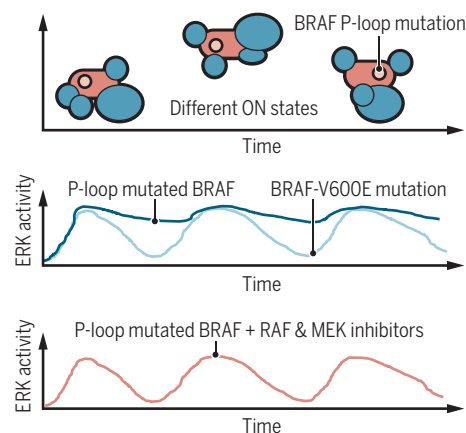 BRAF P-loop mutation
Different ON states
Time
P-loop mutated BRAF
BRAF-V600E mutation
ERK activity
Time
P-loop mutated BRAF + RAF & MEK inhibitors
ERK activity
Time